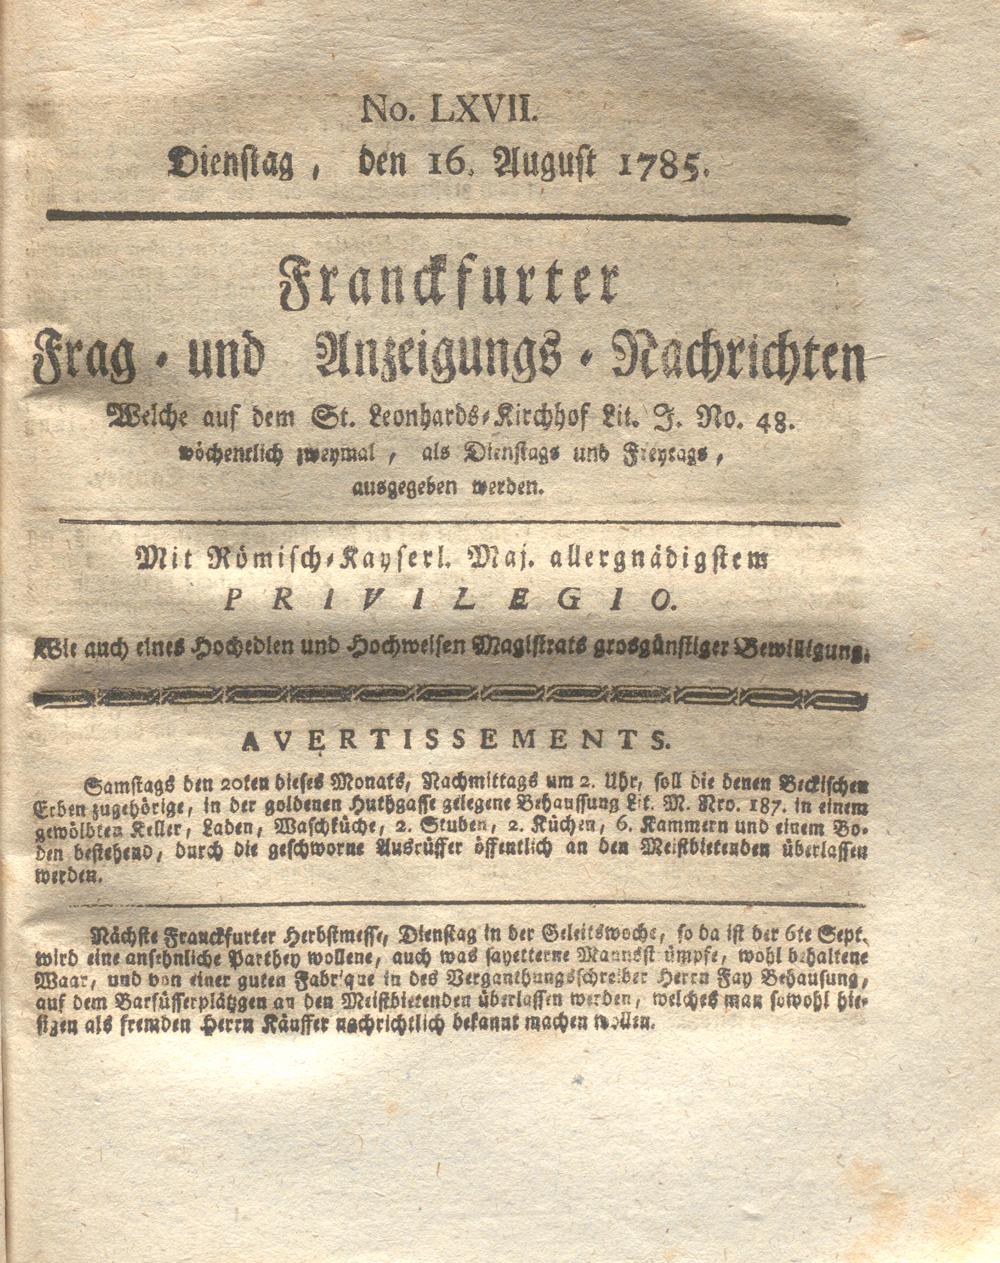 No. LXVII.
Dienstag, den 16. August 1785.
Franckfurter
Frag - und Anzeigungs - Nachrichten
Welche auf dem St. Leonhards-Kirchhof Lit. J. No. 48.
wöchentlich zweymal, als Dienstags und Freytags,
ausgegeben werden.
Mit Römisch-Kayserl. Maj. allergnädigstem
PRIVILEGIO.
Wie auch eines Hochedlen und Hochweisen Magistrats grosgünstiger Bewilligung.
AVERTISSEMENTS.
Samstags den 20ten dieses Monats, Nachmittags um 2. Uhr, soll die denen Beckischen
Erben zugehörige, in der goldenen Huthgasse gelegene Behaussung Lit. M. Nro. 187. in einem
gewölbten Keller, Laden, Waschküche, 2. Stuben, 2. Küchen, 6. Kammern und einem Bo-
den bestehend, durch die geschworne Ausrüffer öffentlich an den Meistbietenden überlassen
werden.
Nächste Franckfurter Herbstmesse, Dienstag in der Geleitswoche, so da ist der 6te Sept.
wird eine ansehnliche Parthey wollene, auch was sayetterne Mannsstrümpfe, wohl behaltene
Waar, und von einer guten Fabrique in des Verganthungsschreiber Herrn Fay Behausung,
auf dem Barfüsserplätzgen an den Meistbietenden überlassen werden, welches man sowohl hie-
sigen als fremden Herrn Käuffer nachrichtlich bekannt machen wollen.